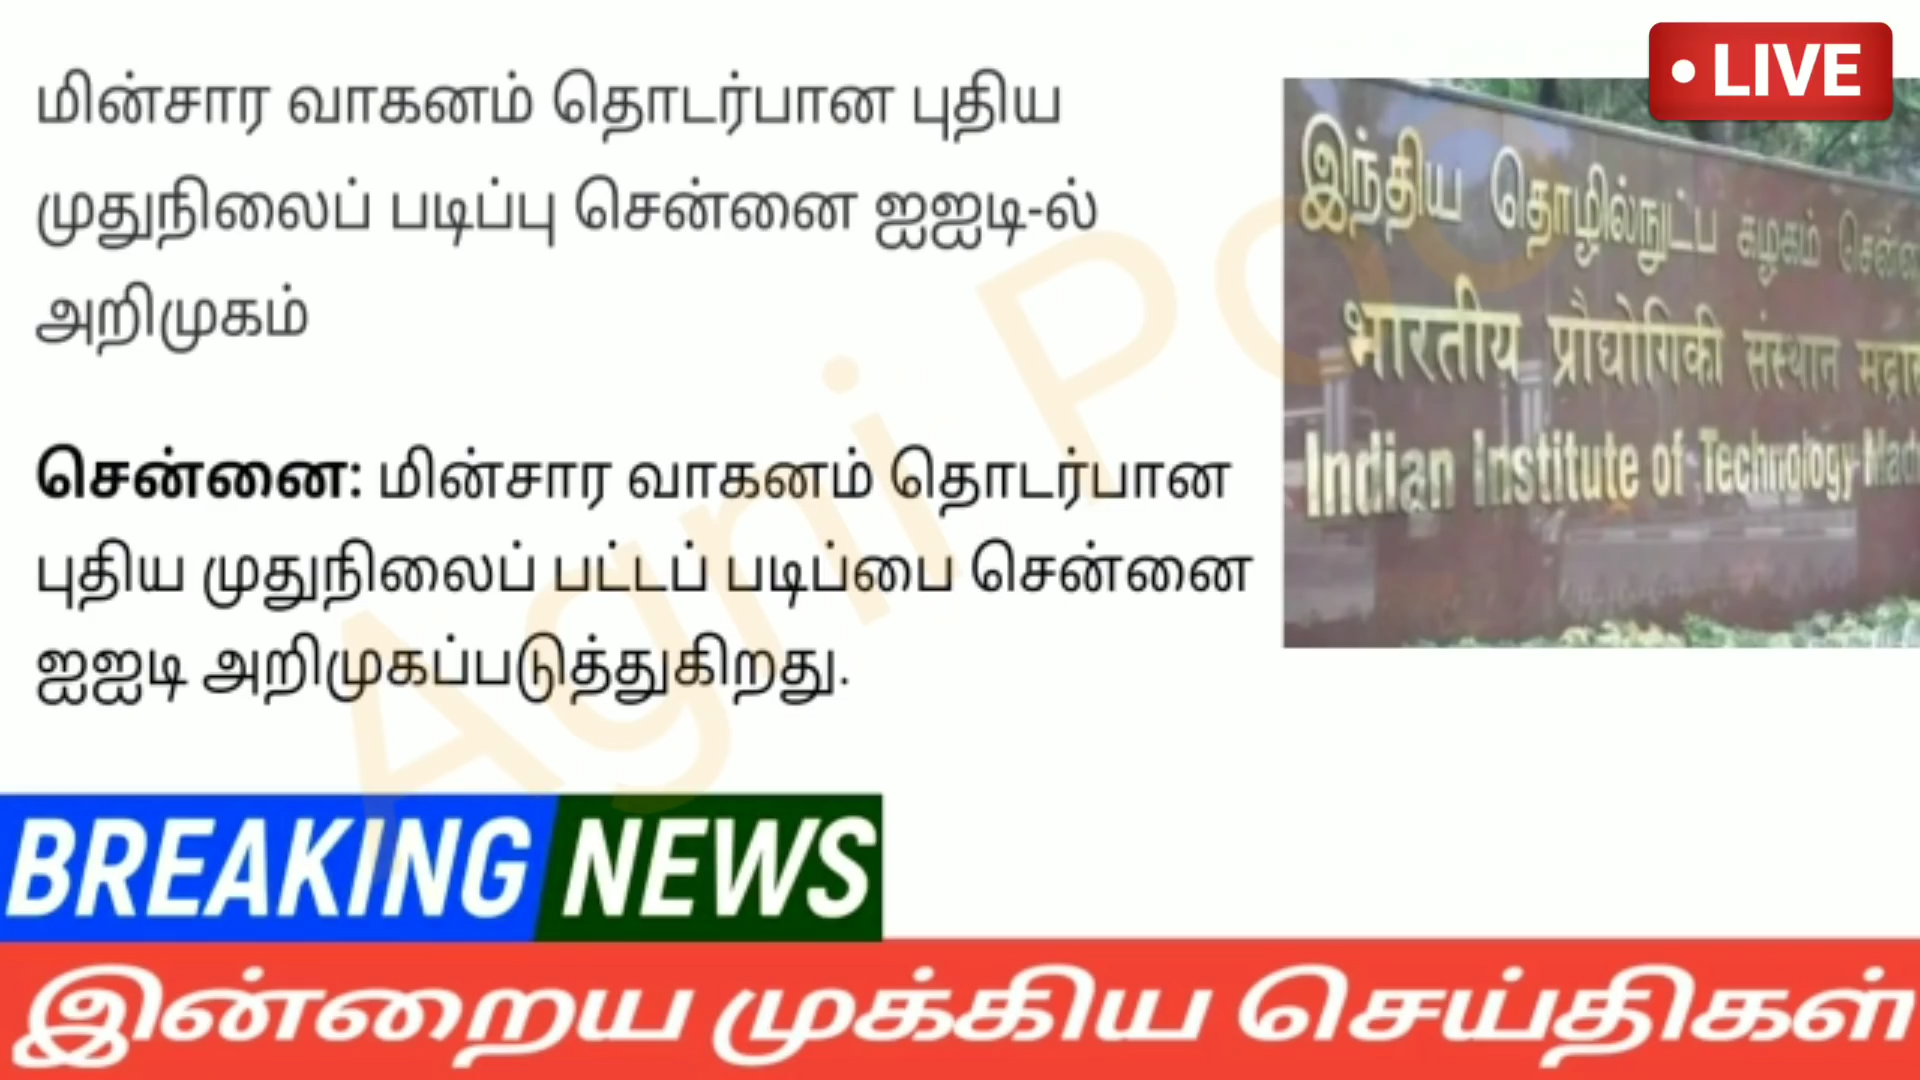 LIVE
மின்சார வாகனம் தொடர்பான புதிய
முதுநிலைப் படிப்பு சென்னை ஐஐடி-ல்
அறிமுகம்
சென்னை: மின்சார வாகனம் தொடர்பான
புதிய முதுநிலைப் பட்டப் படிப்பை சென்னை
ஐஐடி அறிமுகப்படுத்துகிறது.
இந்திய தொழில்நுட்ப கழகம்
भारतीय प्रौद्योगिकी संस्थान
Indian Institute of Technology
Agni
BREAKING NEWS
இன்றைய முக்கிய செய்திகள்